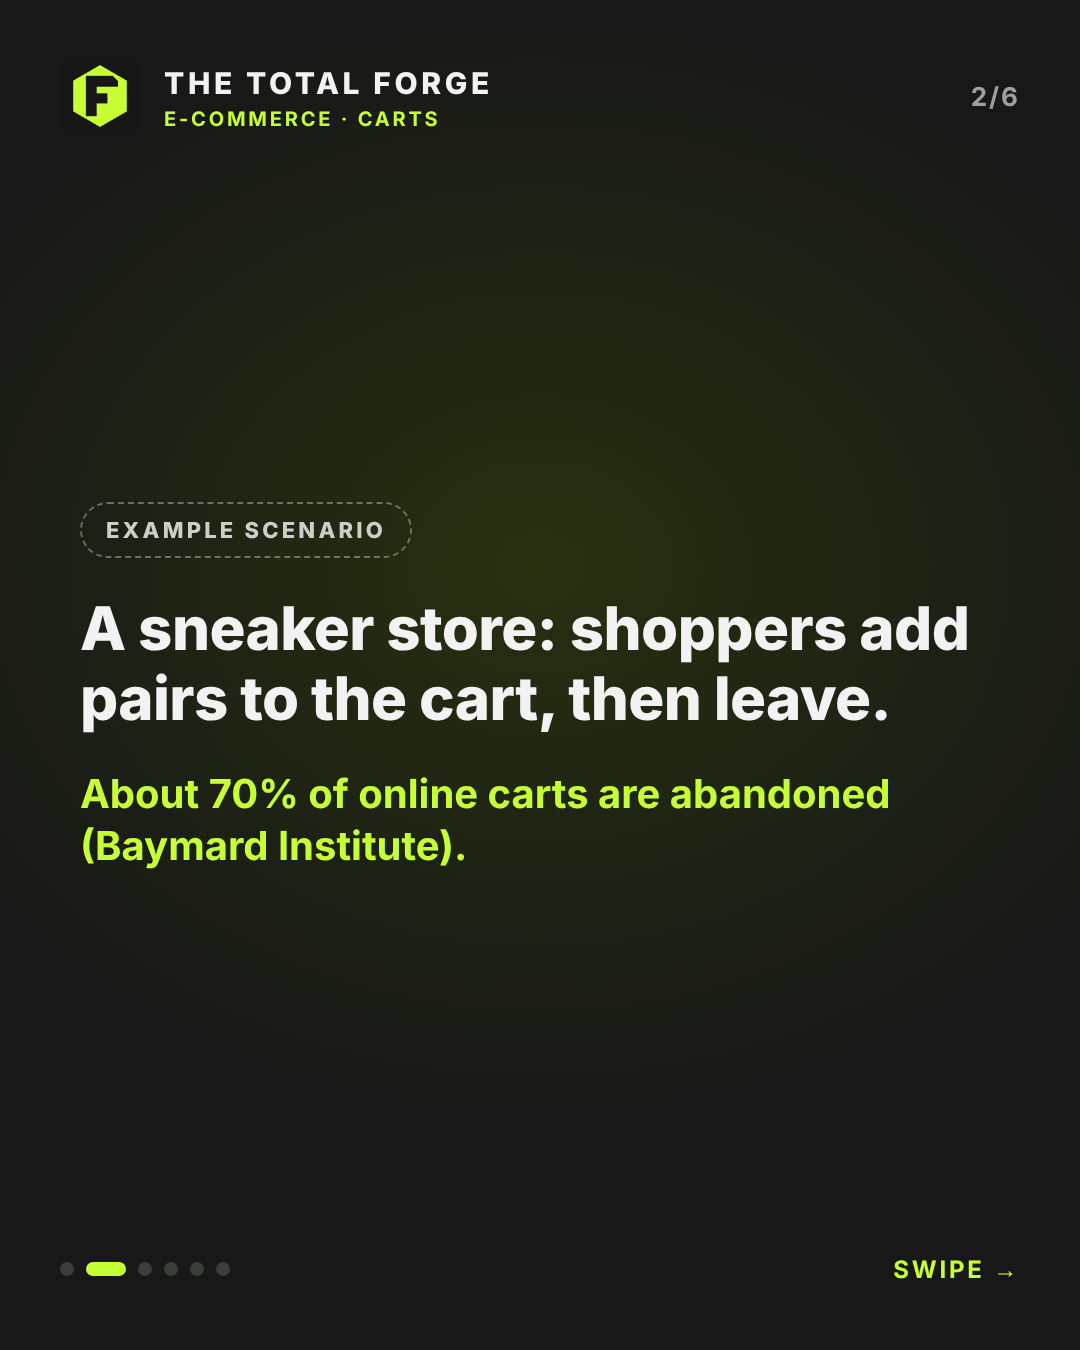 THE TOTAL FORGE
E-COMMERCE · CARTS
2/6
EXAMPLE SCENARIO
A sneaker store: shoppers add
pairs to the cart, then leave.
About 70% of online carts are abandoned
(Baymard Institute).
SWIPE →